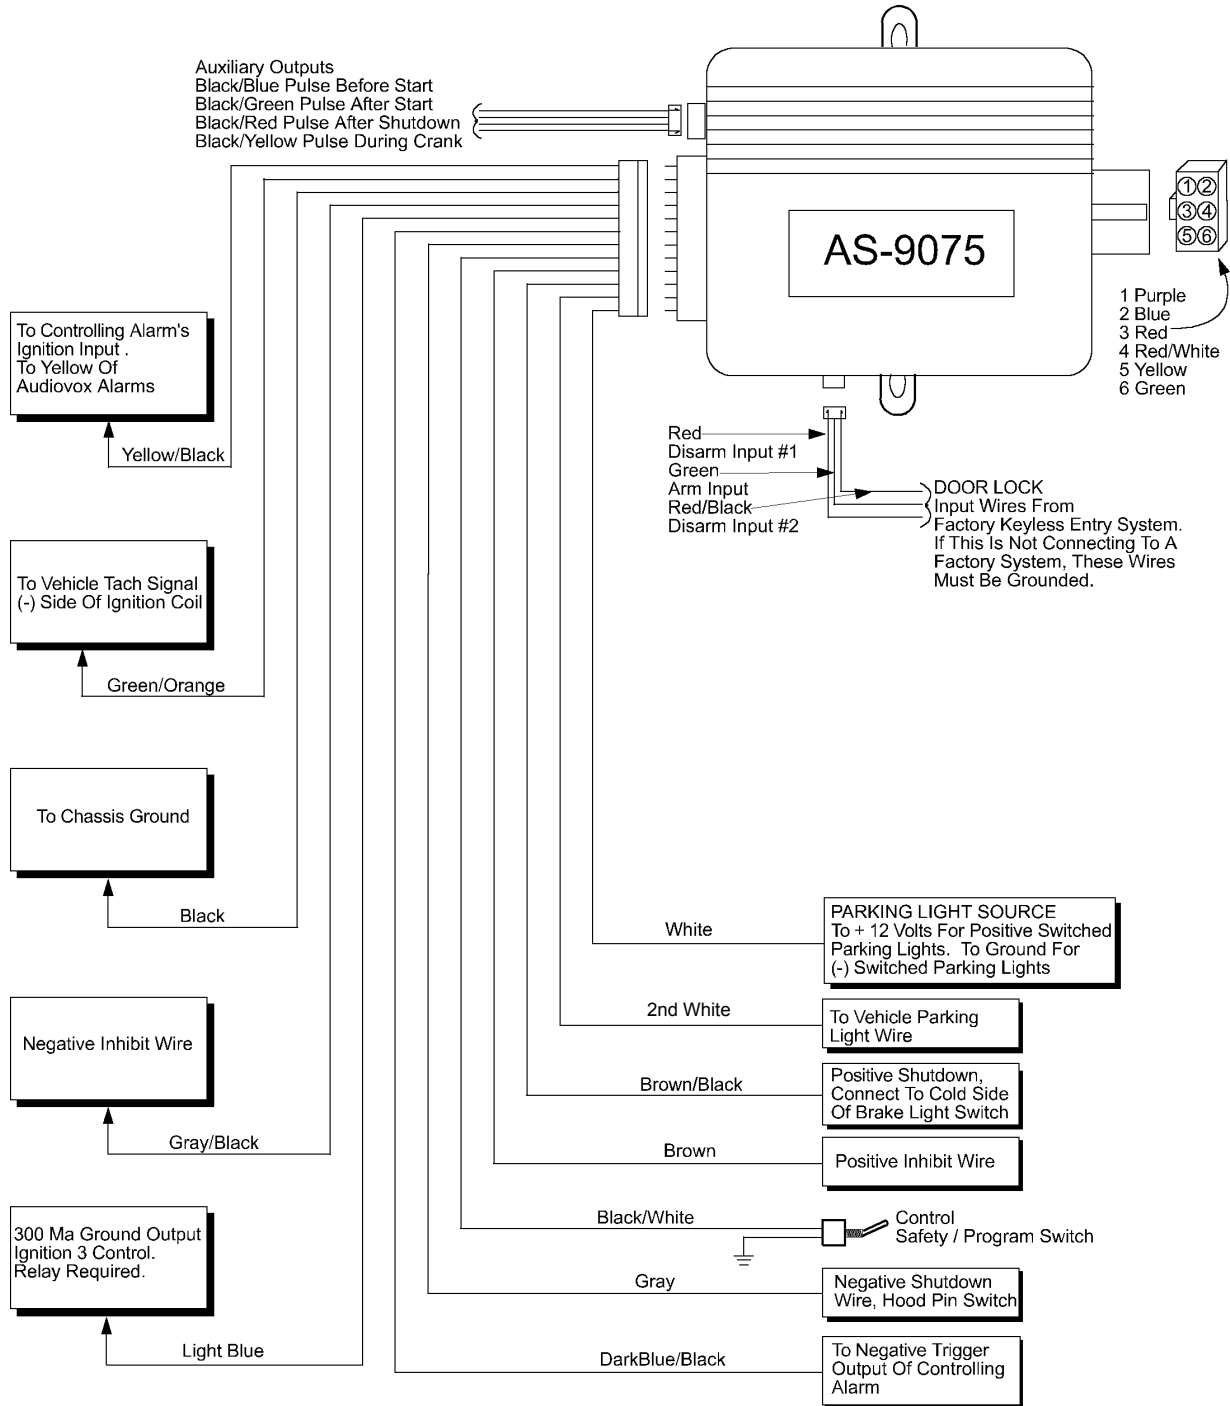 Auxiliary Outputs
Black/Blue Pulse Before Start
Black/Green Pulse After Start
Black/Red Pulse After Shutdown
Black/Yellow Pulse During Crank
AS-9075
1 2
3 4
5 6
1 Purple
2 Blue
3 Red
4 Red/White
5 Yellow
6 Green
To Controlling Alarm's
Ignition Input .
To Yellow Of
Audiovox Alarms
Yellow/Black
Red
Disarm Input #1
Green
Arm Input
Red/Black
Disarm Input #2
DOOR LOCK
Input Wires From
Factory Keyless Entry System.
If This Is Not Connecting To A
Factory System, These Wires
Must Be Grounded.
To Vehicle Tach Signal
(-) Side Of Ignition Coil
Green/Orange
To Chassis Ground
Black
Negative Inhibit Wire
Gray/Black
300 Ma Ground Output
Ignition 3 Control.
Relay Required.
Light Blue
White
PARKING LIGHT SOURCE
To + 12 Volts For Positive Switched
Parking Lights. To Ground For
(-) Switched Parking Lights
2nd White
To Vehicle Parking
Light Wire
Brown/Black
Positive Shutdown,
Connect To Cold Side
Of Brake Light Switch
Brown
Positive Inhibit Wire
Black/White
Control
Safety / Program Switch
Gray
Negative Shutdown
Wire, Hood Pin Switch
DarkBlue/Black
To Negative Trigger
Output Of Controlling
Alarm